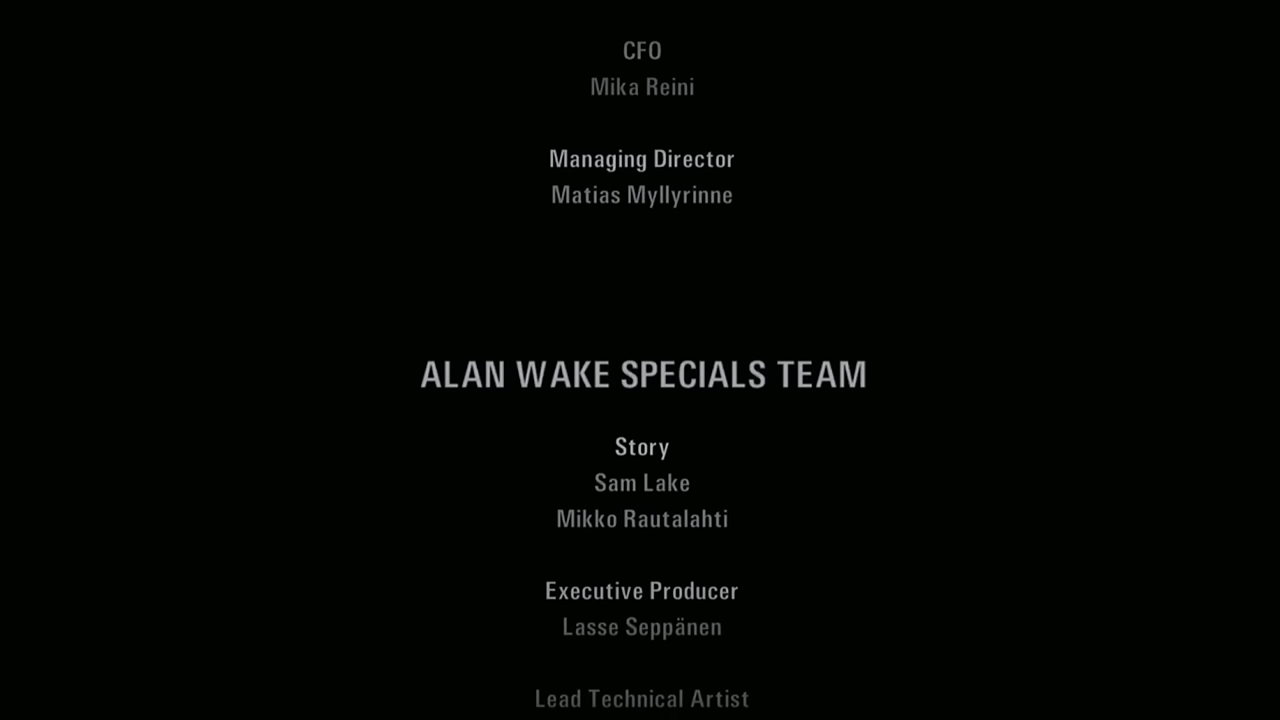 CFO
Mika Reini
Managing Director
Matias Myllyrinne
ALAN WAKE SPECIALS TEAM
Story
Sam Lake
Mikko Rautalahti
Executive Producer
Lasse Seppänen
Lead Technical Artist